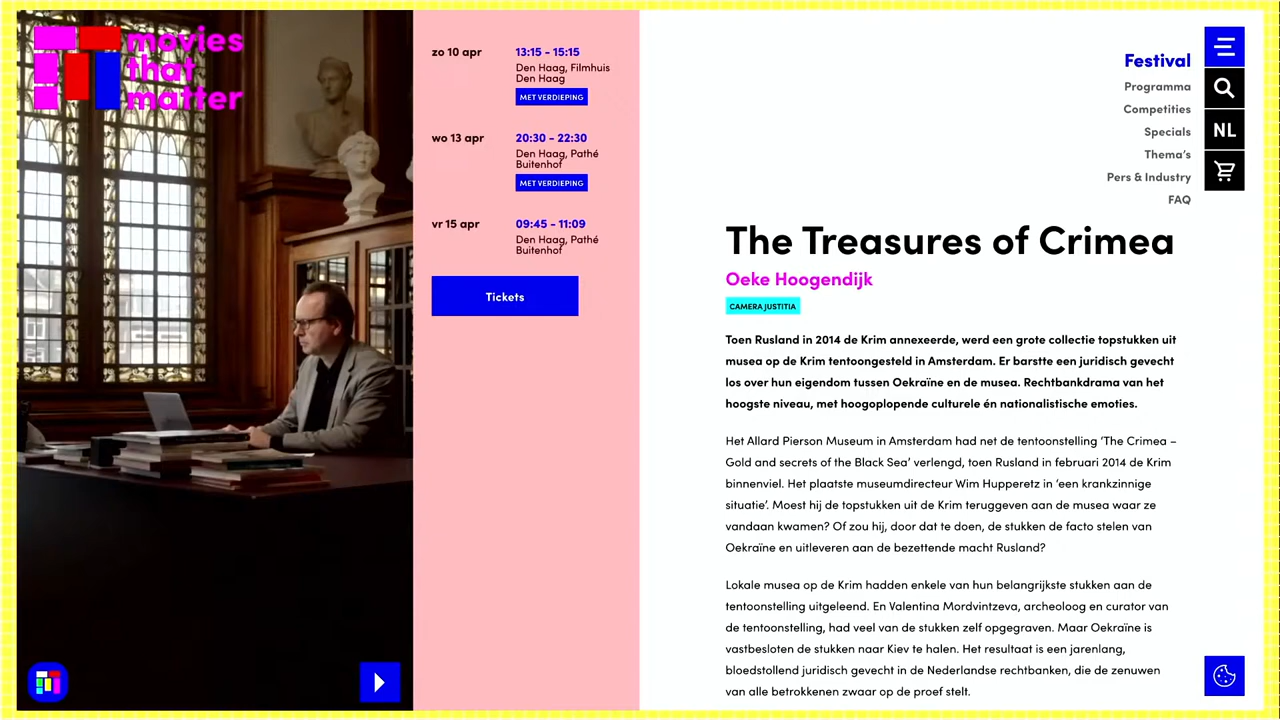 movies
that
matter
zo 10 apr
13:15 - 15:15
Den Haag, Filmhuis
Den Haag
MET VERDIEPING
wo 13 apr
20:30 - 22:30
Den Haag, Pathé
Buitenhof
MET VERDIEPING
vr 15 apr
09:45 - 11:09
Den Haag, Pathé
Buitenhof
Tickets
Festival
Programma
Competities
Specials
Thema's
Pers & Industry
FAQ
NL
The Treasures of Crimea
Oeke Hoogendijk
CAMERA JUSTITIA
Toen Rusland in 2014 de Krim annexeerde, werd een grote collectie topstukken uit
musea op de Krim tentoongesteld in Amsterdam. Er barstte een juridisch gevecht
los over hun eigendom tussen Oekraïne en de musea. Rechtbankdrama van het
hoogste niveau, met hoogoplopende culturele én nationalistische emoties.
Het Allard Pierson Museum in Amsterdam had net de tentoonstelling ‘The Crimea –
Gold and secrets of the Black Sea’ verlengd, toen Rusland in februari 2014 de Krim
binnenviel. Het plaatste museumdirecteur Wim Hupperetz in ‘een krankzinnige
situatie’. Moest hij de topstukken uit de Krim teruggeven aan de musea waar ze
vandaan kwamen? Of zou hij, door dat te doen, de stukken de facto stelen van
Oekraïne en uitleveren aan de bezettende macht Rusland?
Lokale musea op de Krim hadden enkele van hun belangrijkste stukken aan de
tentoonstelling uitgeleend. En Valentina Mordvintzeva, archeoloog en curator van
de tentoonstelling, had veel van de stukken zelf opgegraven. Maar Oekraïne is
vastbesloten de stukken naar Kiev te halen. Het resultaat is een jarenlang,
bloedstollend juridisch gevecht in de Nederlandse rechtbanken, die de zenuwen
van alle betrokkenen zwaar op de proef stelt.